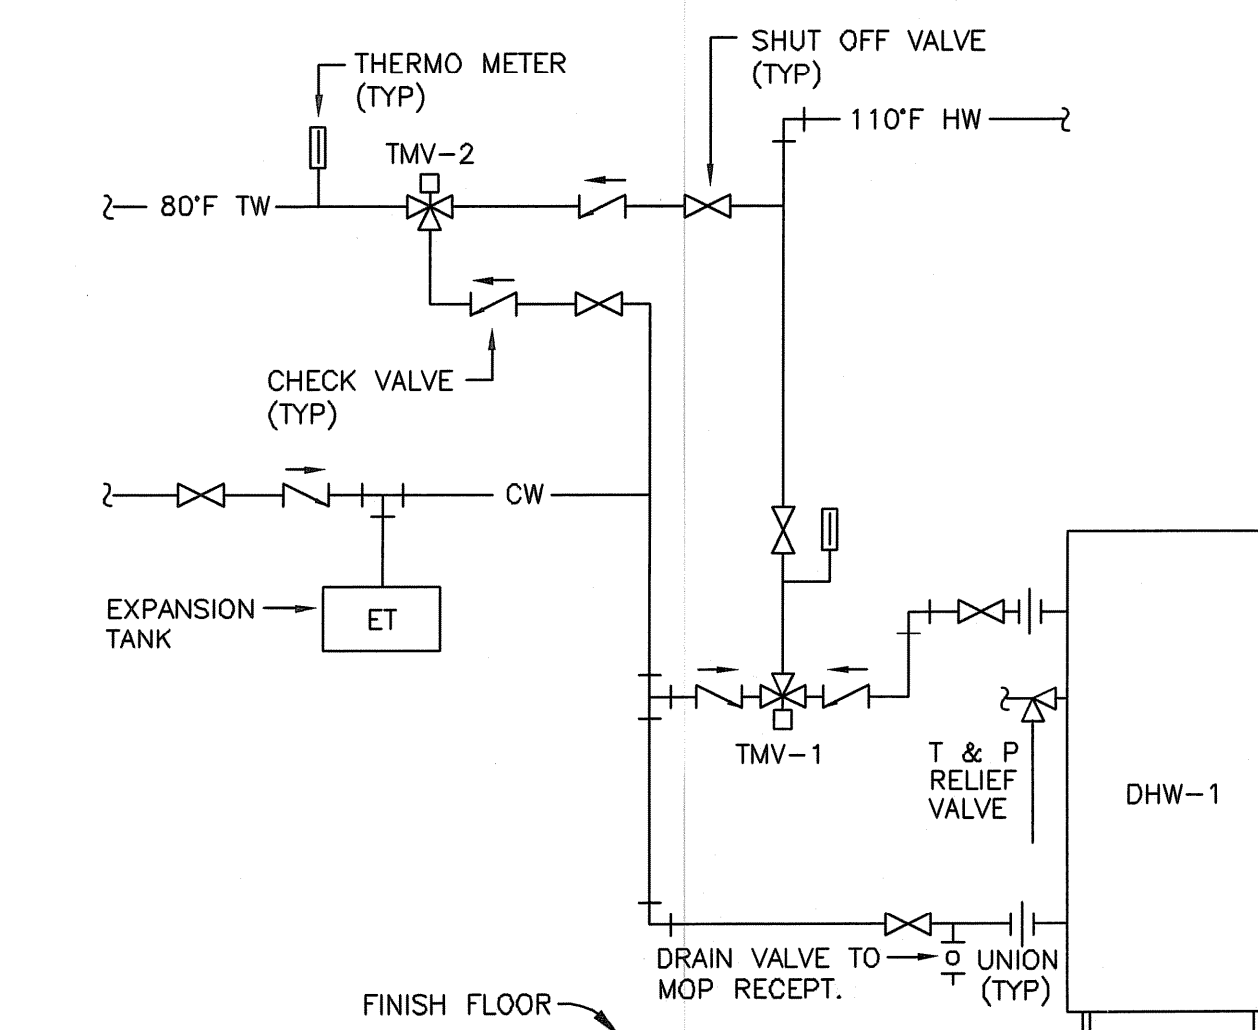 SHUT OFF VALVE
(TYP)
THERMO METER
(TYP)
110°F HW
TMV-2
80°F TW
CHECK VALVE
(TYP)
CW
EXPANSION
TANK
ET
TMV-1
T & P
RELIEF
VALVE
DHW-1
DRAIN VALVE TO
MOP RECEPT.
UNION
(TYP)
FINISH FLOOR